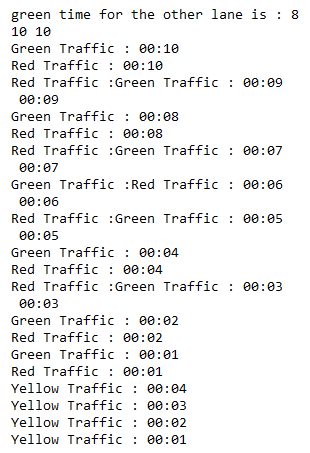 green time for the other lane is : 8
10 10
Green Traffic : 00:10
Red Traffic : 00:10
Red Traffic :Green Traffic : 00:09
 00:09
Green Traffic : 00:08
Red Traffic : 00:08
Red Traffic :Green Traffic : 00:07
 00:07
Green Traffic :Red Traffic : 00:06
 00:06
Red Traffic :Green Traffic : 00:05
 00:05
Green Traffic : 00:04
Red Traffic : 00:04
Red Traffic :Green Traffic : 00:03
 00:03
Green Traffic : 00:02
Red Traffic : 00:02
Green Traffic : 00:01
Red Traffic : 00:01
Yellow Traffic : 00:04
Yellow Traffic : 00:03
Yellow Traffic : 00:02
Yellow Traffic : 00:01